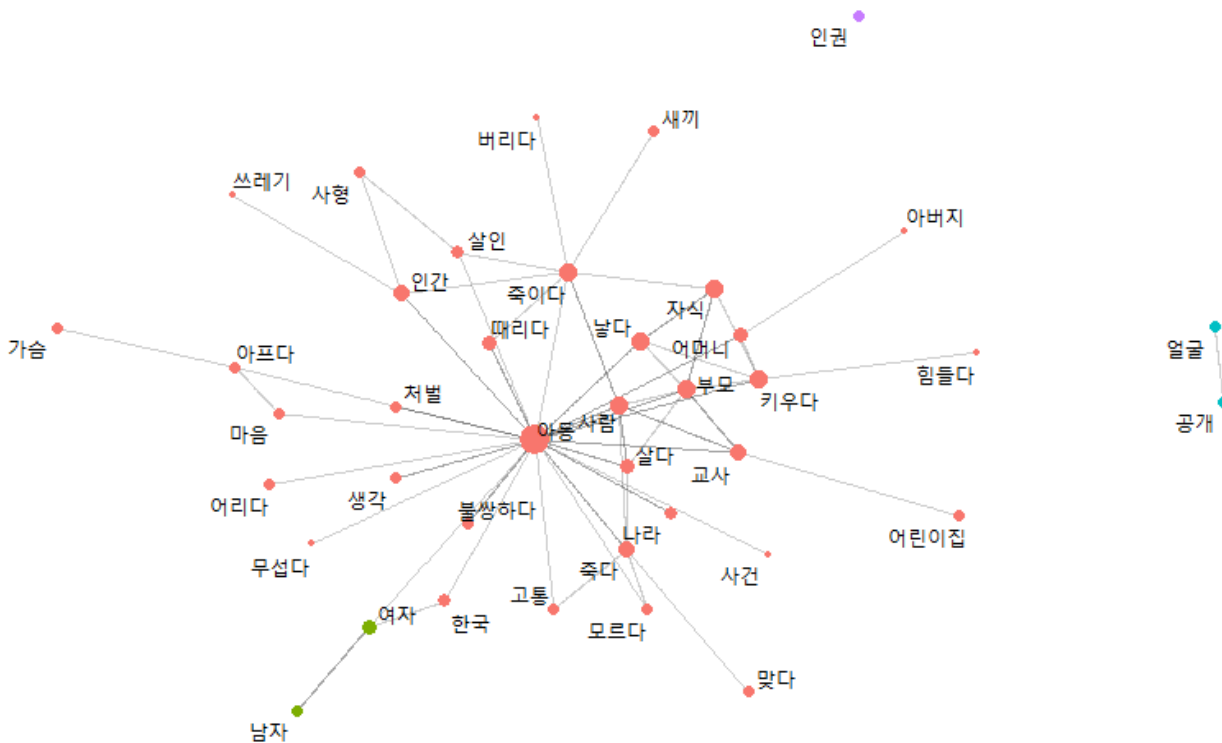 인권
새끼
버리다
쓰레기
사형
아버지
살인
인간
죽이다
자식
때리다
낳다
가슴
어머니
얼굴
아프다
힘들다
처벌
부모
키우다
공개
마음
아동
사람
살다
교사
어리다
생각
불쌍하다
나라
어린이집
무섭다
죽다
사건
고통
여자
한국
모르다
맞다
남자